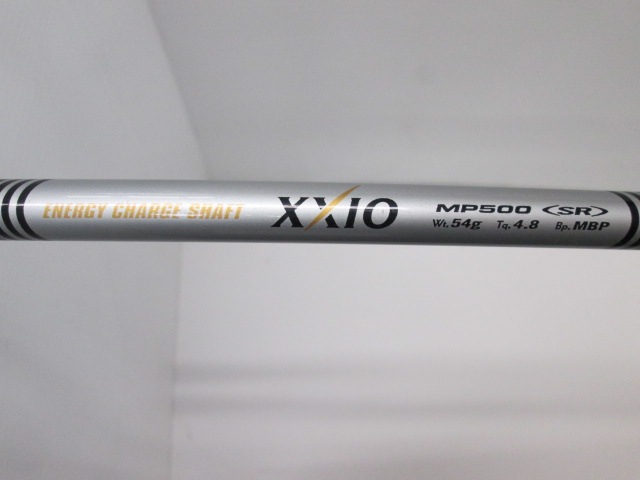 ENERGY CHARGE SHAFT XXIO MP500 <SR>
Wt. 54g Tq. 4.8 Bp. MBP